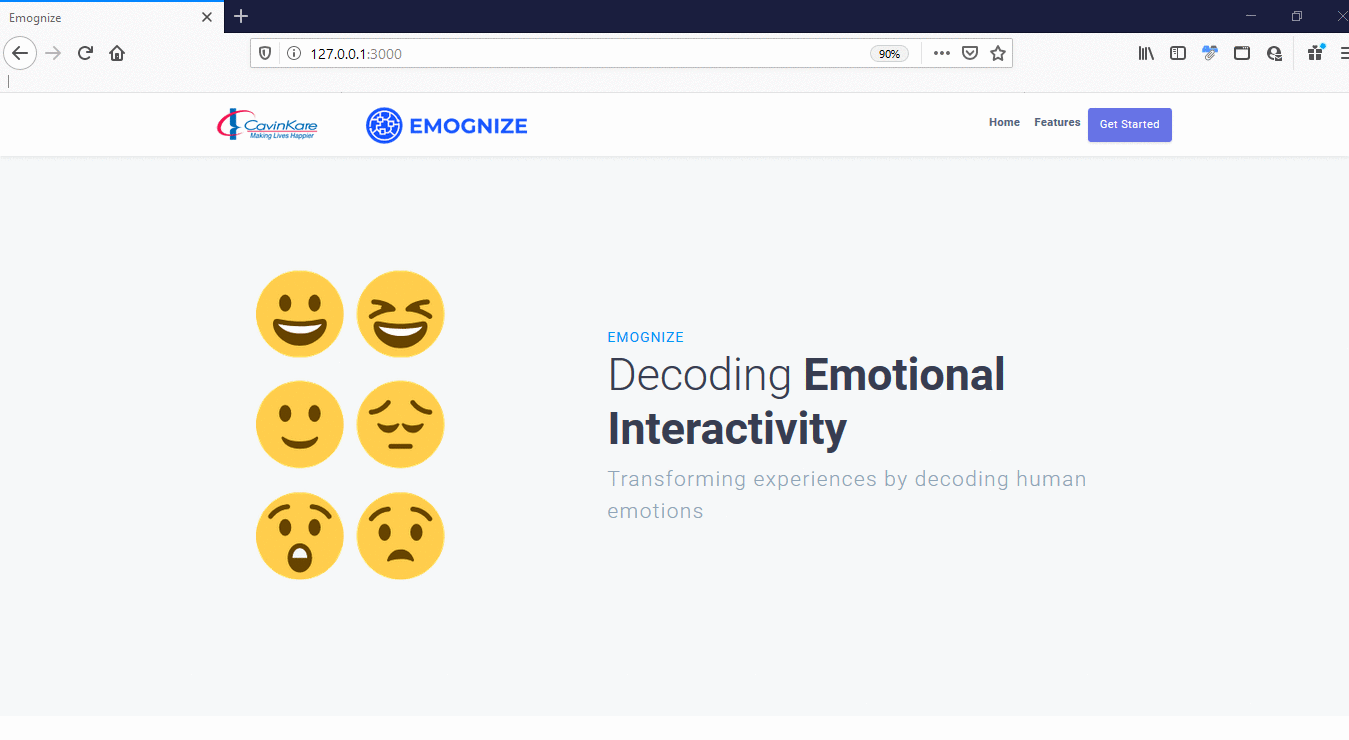 Emognize
127.0.0.1:3000
90%
CavinKare
Making Lives Happier
EMOGNIZE
Home
Features
Get Started
EMOGNIZE
Decoding Emotional
Interactivity
Transforming experiences by decoding human
emotions